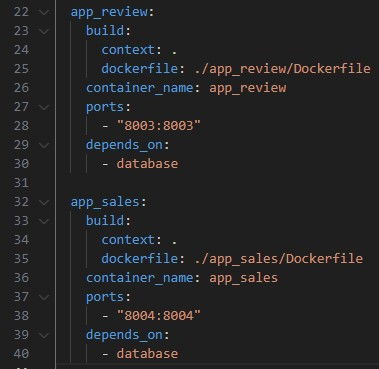 22 app_review:
23 build:
24 context: .
25 dockerfile: ./app_review/Dockerfile
26 container_name: app_review
27 ports:
28 - "8003:8003"
29 depends_on:
30 - database
31
32 app_sales:
33 build:
34 context: .
35 dockerfile: ./app_sales/Dockerfile
36 container_name: app_sales
37 ports:
38 - "8004:8004"
39 depends_on:
40 - database